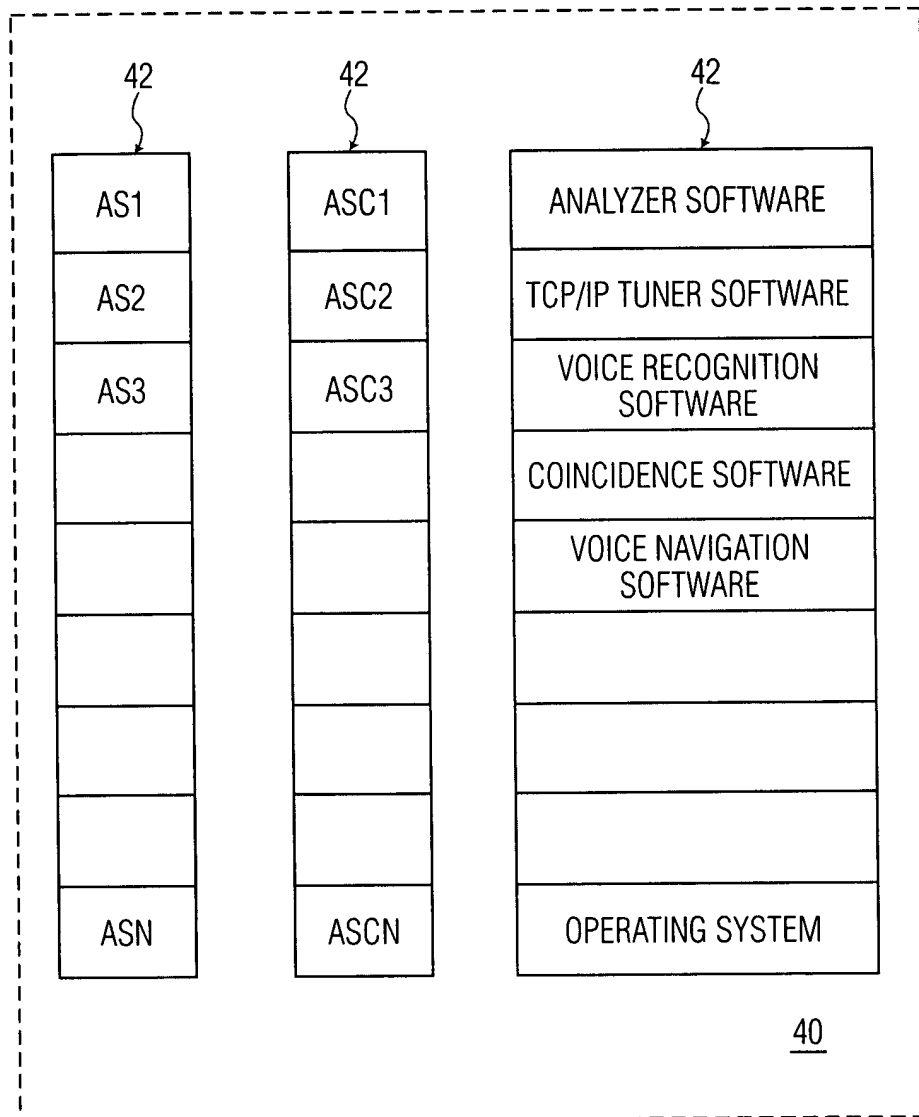 42 42 42
AS1 ASC1 ANALYZER SOFTWARE
AS2 ASC2 TCP/IP TUNER SOFTWARE
AS3 ASC3 VOICE RECOGNITION
SOFTWARE
COINCIDENCE SOFTWARE
VOICE NAVIGATION
SOFTWARE
ASN ASCN OPERATING SYSTEM
40